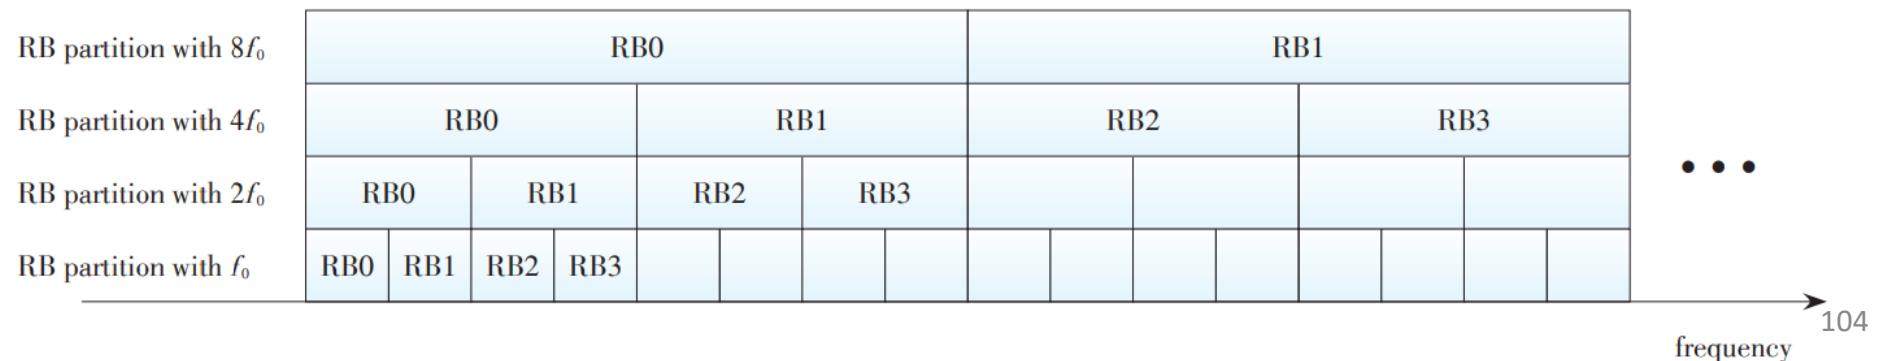 RB partition with 8f₀ RB0 RB1
RB partition with 4f₀ RB0 RB1 RB2 RB3
RB partition with 2f₀ RB0 RB1 RB2 RB3
RB partition with f₀ RB0 RB1 RB2 RB3
104
frequency